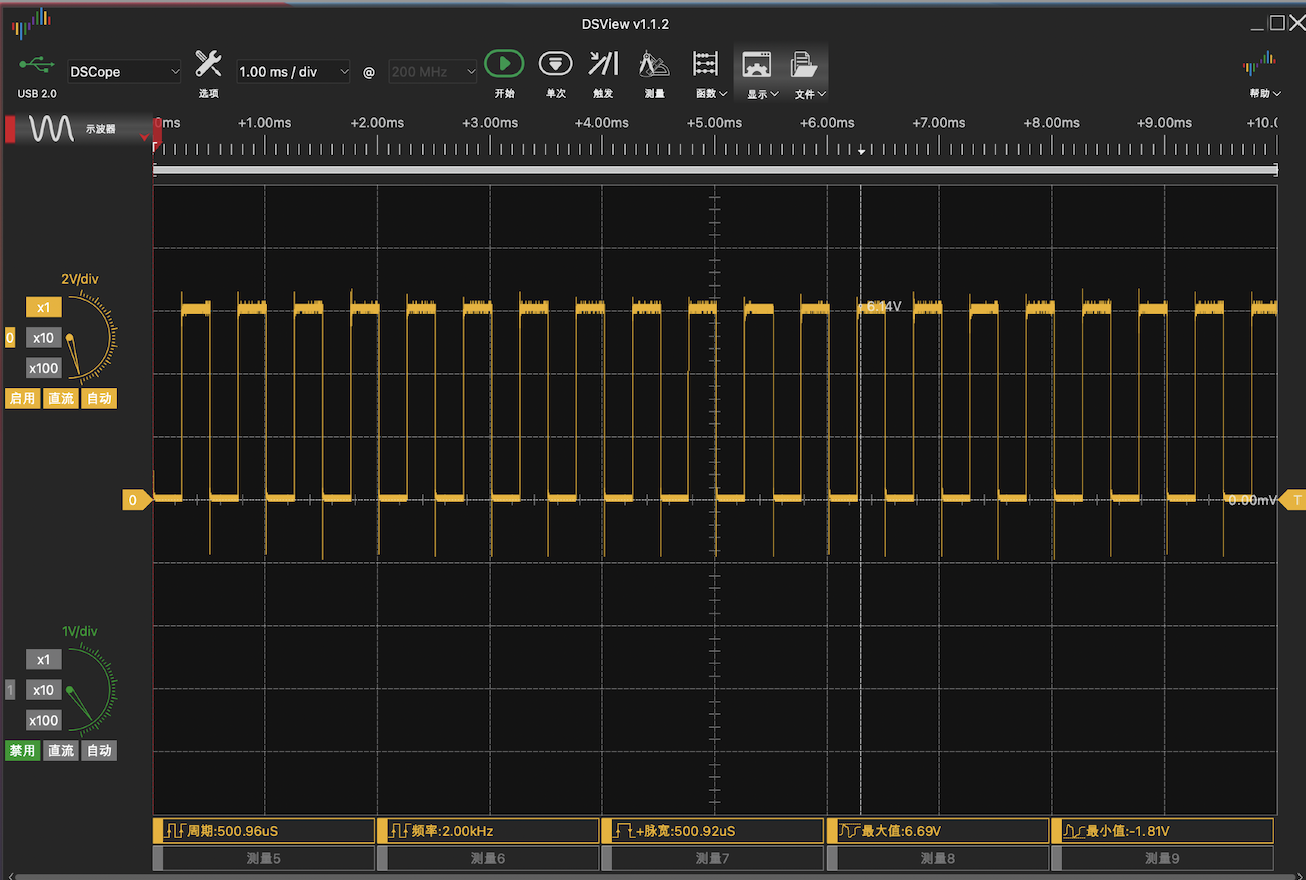 DSView v1.1.2
USB 2.0
DSCope
选项
1.00 ms / div
@
200 MHz
开始
单次
触发
测量
函数
显示
文件
帮助
示波器
0ms +1.00ms +2.00ms +3.00ms +4.00ms +5.00ms +6.00ms +7.00ms +8.00ms +9.00ms +10.0
2V/div
x1
0
x10
x100
启用 直流 自动
6.14V
0
0.00mV
T
1V/div
x1
1
x10
x100
禁用 直流 自动
周期:500.96uS 频率:2.00kHz +脉宽:500.92uS 最大值:6.69V 最小值:-1.81V
测量5 测量6 测量7 测量8 测量9